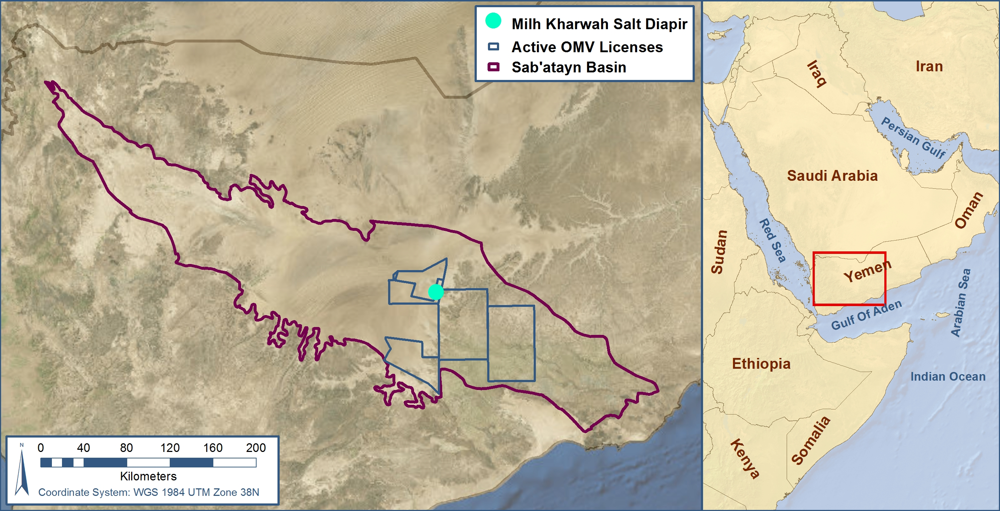 Milh Kharwah Salt Diapir
Active OMV Licenses
Sab'atayn Basin
N
0 40 80 120 160 200
Kilometers
Coordinate System: WGS 1984 UTM Zone 38N
Iraq
Iran
Persian Gulf
Saudi Arabia
Oman
Red Sea
Sudan
Yemen
Gulf Of Aden
Arabian Sea
Ethiopia
Indian Ocean
Somalia
Kenya